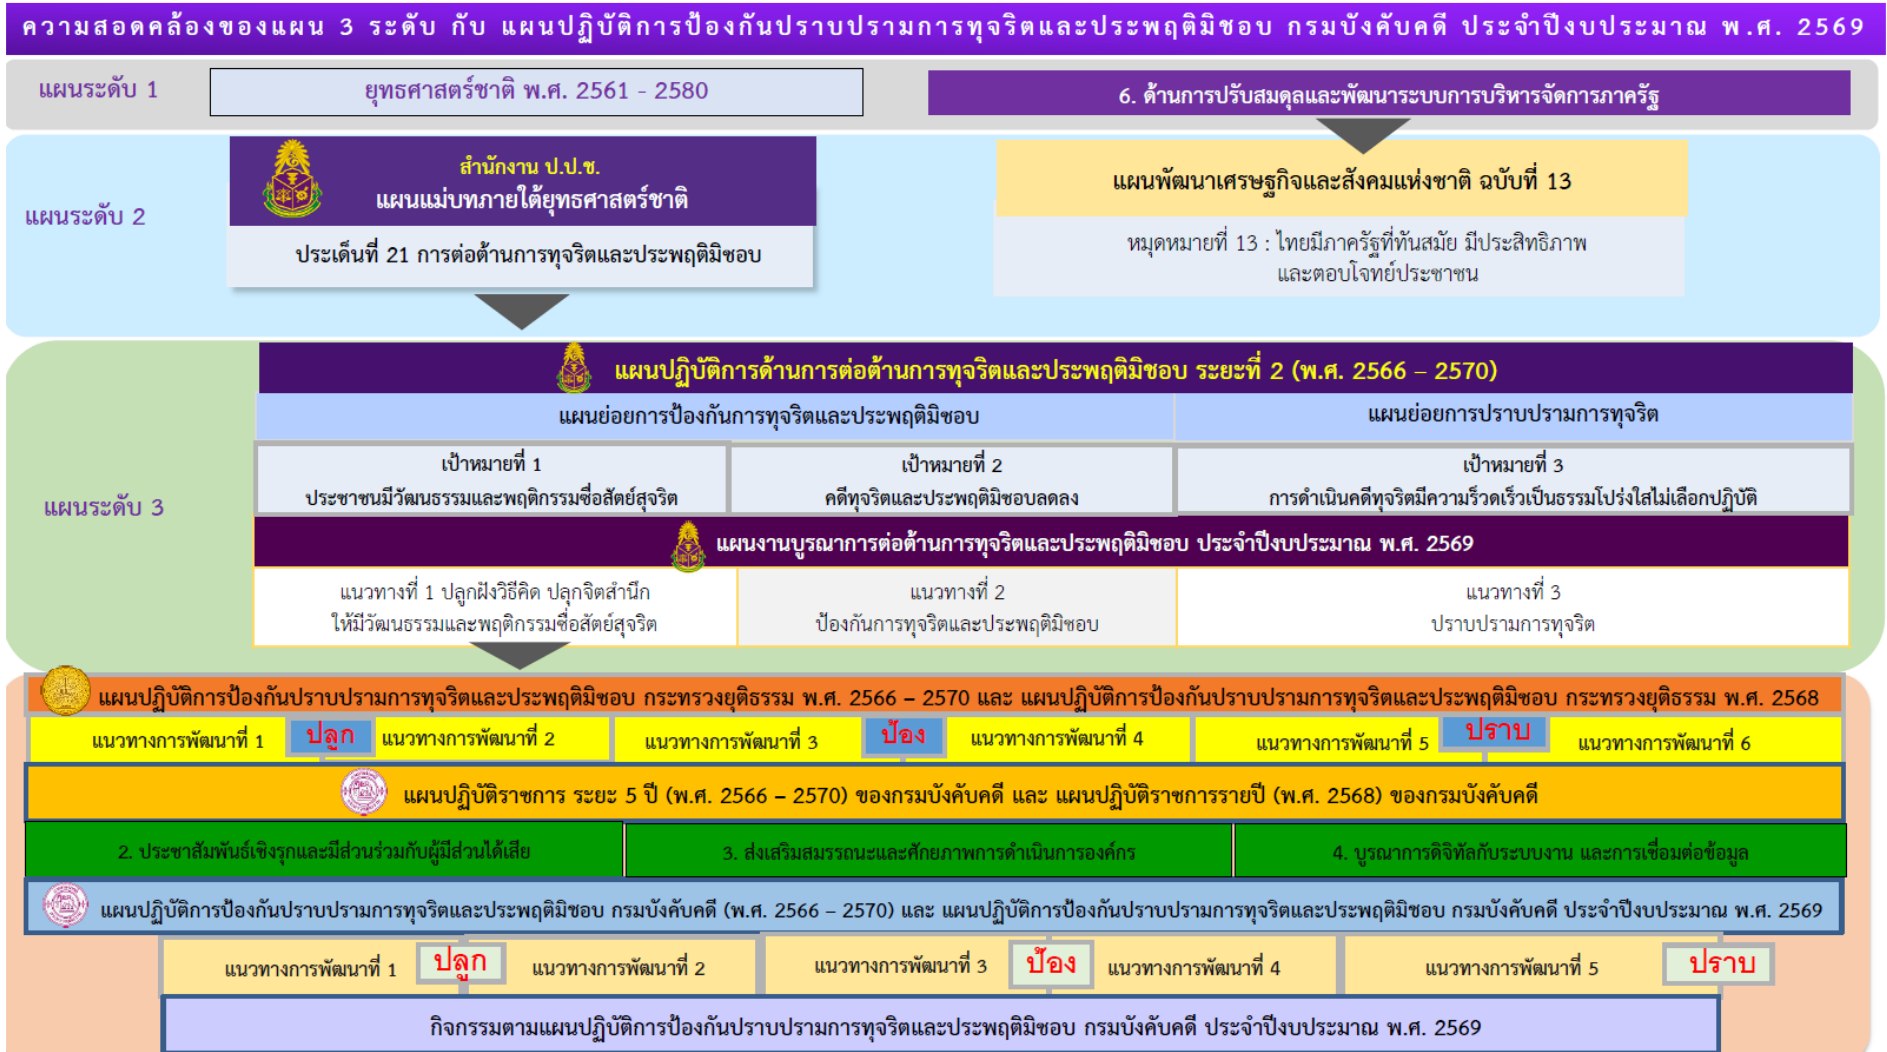 ความสอดคล้องของแผน 3 ระดับ กับ แผนปฏิบัติการป้องกันปราบปรามการทุจริตและประพฤติมิชอบ กรมบังคับคดี ประจำปีงบประมาณ พ.ศ. 2569
แผนระดับ 1
ยุทธศาสตร์ชาติ พ.ศ. 2561 - 2580
6. ด้านการปรับสมดุลและพัฒนาระบบการบริหารจัดการภาครัฐ
แผนระดับ 2
สำนักงาน ป.ป.ช.
แผนแม่บทภายใต้ยุทธศาสตร์ชาติ
ประเด็นที่ 21 การต่อต้านการทุจริตและประพฤติมิชอบ
แผนพัฒนาเศรษฐกิจและสังคมแห่งชาติ ฉบับที่ 13
หมุดหมายที่ 13 : ไทยมีภาครัฐที่ทันสมัย มีประสิทธิภาพ
และตอบโจทย์ประชาชน
แผนระดับ 3
แผนปฏิบัติการด้านการต่อต้านการทุจริตและประพฤติมิชอบ ระยะที่ 2 (พ.ศ. 2566 – 2570)
แผนย่อยการป้องกันการทุจริตและประพฤติมิชอบ
แผนย่อยการปราบปรามการทุจริต
เป้าหมายที่ 1
ประชาชนมีวัฒนธรรมและพฤติกรรมซื่อสัตย์สุจริต
เป้าหมายที่ 2
คดีทุจริตและประพฤติมิชอบลดลง
เป้าหมายที่ 3
การดำเนินคดีทุจริตมีความร็วดเร็วเป็นธรรมโปร่งใสไม่เลือกปฏิบัติ
แผนงานบูรณาการต่อต้านการทุจริตและประพฤติมิชอบ ประจำปีงบประมาณ พ.ศ. 2569
แนวทางที่ 1 ปลูกฝังวิธีคิด ปลุกจิตสำนึก
ให้มีวัฒนธรรมและพฤติกรรมซื่อสัตย์สุจริต
แนวทางที่ 2
ป้องกันการทุจริตและประพฤติมิชอบ
แนวทางที่ 3
ปราบปรามการทุจริต
แผนปฏิบัติการป้องกันปราบปรามการทุจริตและประพฤติมิชอบ กระทรวงยุติธรรม พ.ศ. 2566 – 2570 และ แผนปฏิบัติการป้องกันปราบปรามการทุจริตและประพฤติมิชอบ กระทรวงยุติธรรม พ.ศ. 2568
แนวทางการพัฒนาที่ 1
ปลูก
แนวทางการพัฒนาที่ 2
แนวทางการพัฒนาที่ 3
ป้อง
แนวทางการพัฒนาที่ 4
แนวทางการพัฒนาที่ 5
ปราบ
แนวทางการพัฒนาที่ 6
แผนปฏิบัติราชการ ระยะ 5 ปี (พ.ศ. 2566 – 2570) ของกรมบังคับคดี และ แผนปฏิบัติราชการรายปี (พ.ศ. 2568) ของกรมบังคับคดี
2. ประชาสัมพันธ์เชิงรุกและมีส่วนร่วมกับผู้มีส่วนได้เสีย
3. ส่งเสริมสมรรถนะและศักยภาพการดำเนินการองค์กร
4. บูรณาการดิจิทัลกับระบบงาน และการเชื่อมต่อข้อมูล
แผนปฏิบัติการป้องกันปราบปรามการทุจริตและประพฤติมิชอบ กรมบังคับคดี (พ.ศ. 2566 – 2570) และ แผนปฏิบัติการป้องกันปราบปรามการทุจริตและประพฤติมิชอบ กรมบังคับคดี ประจำปีงบประมาณ พ.ศ. 2569
แนวทางการพัฒนาที่ 1
ปลูก
แนวทางการพัฒนาที่ 2
แนวทางการพัฒนาที่ 3
ป้อง
แนวทางการพัฒนาที่ 4
แนวทางการพัฒนาที่ 5
ปราบ
กิจกรรมตามแผนปฏิบัติการป้องกันปราบปรามการทุจริตและประพฤติมิชอบ กรมบังคับคดี ประจำปีงบประมาณ พ.ศ. 2569